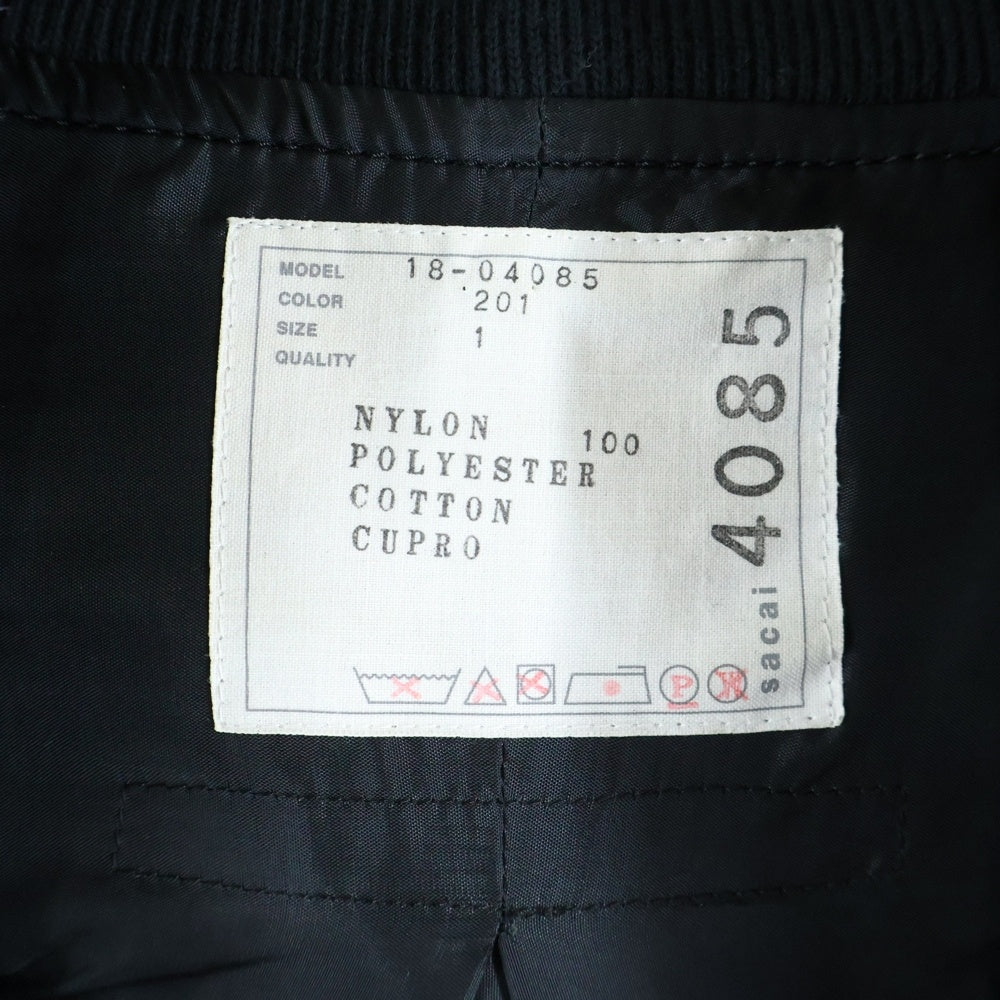 MODEL 18-04085
COLOR 201
SIZE 1
QUALITY
NYLON 100
POLYESTER
COTTON
CUPRO
P W
sacai 4085